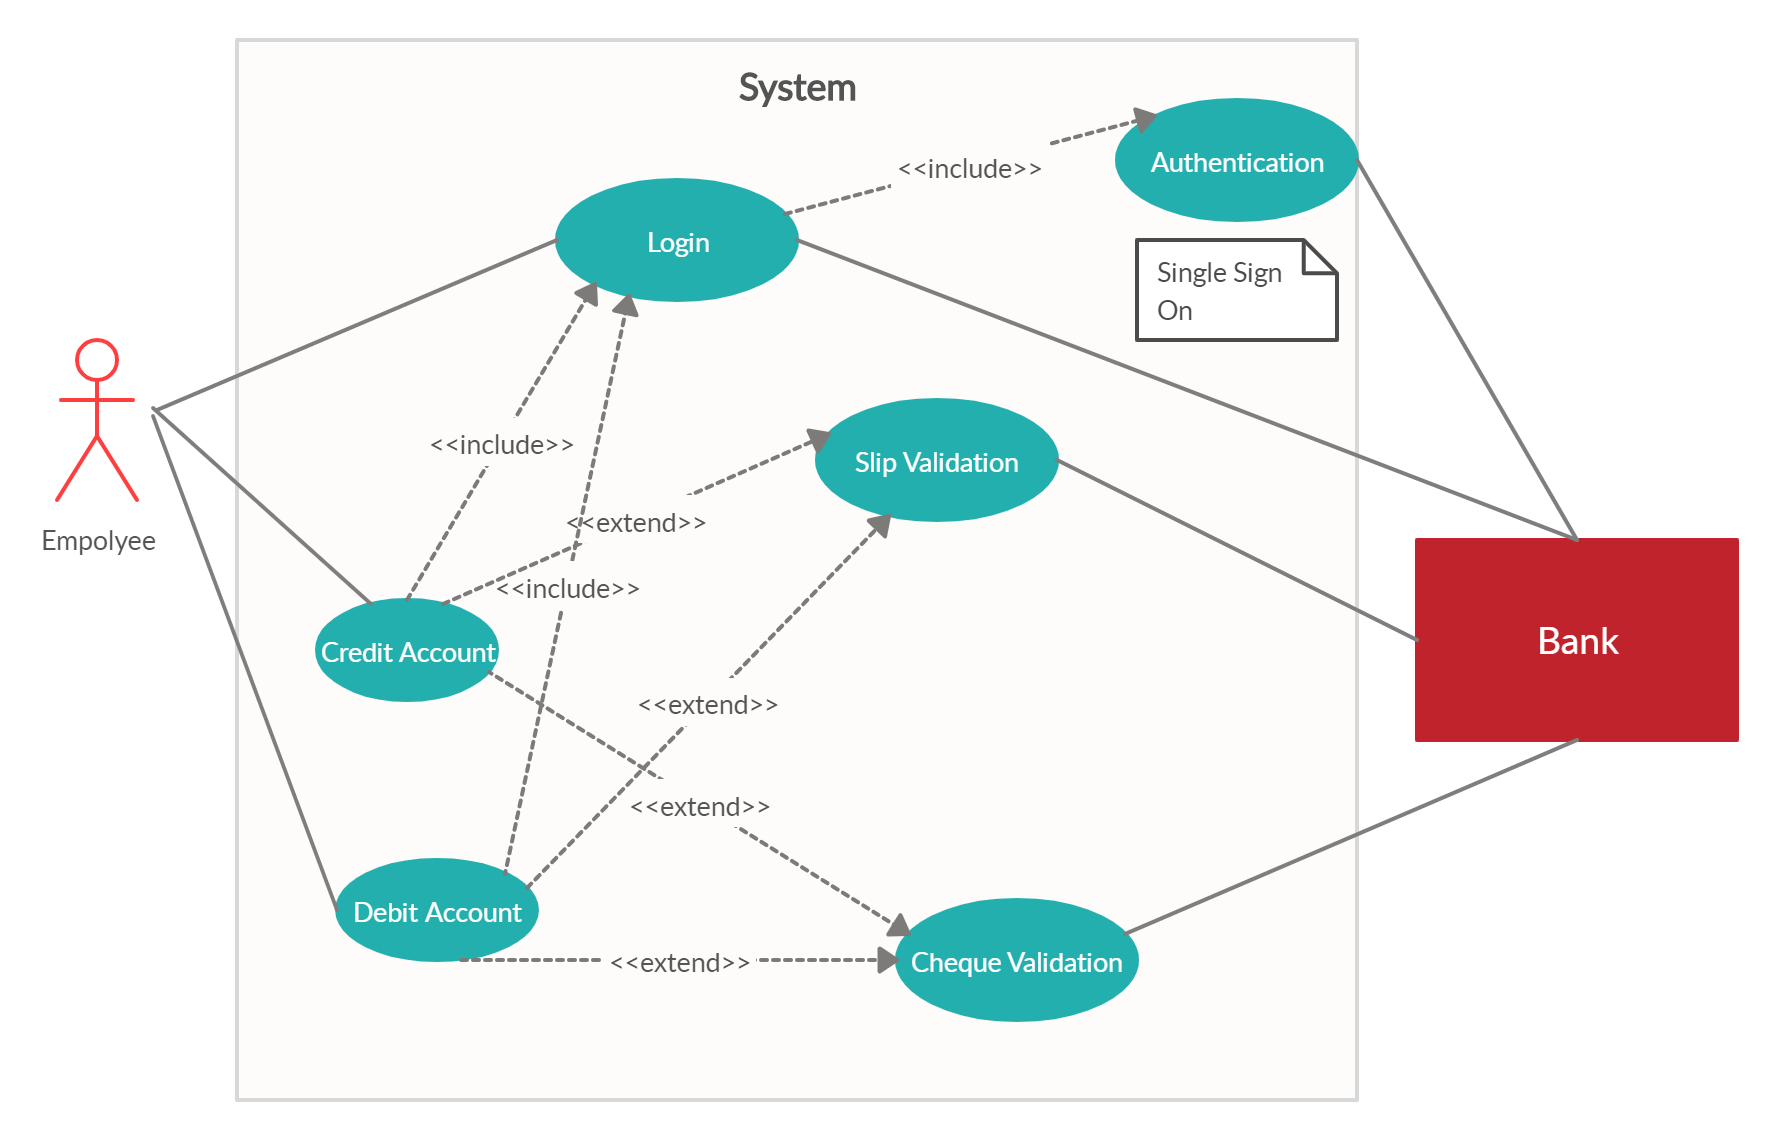 System
Authentication
<<include>>
Login
Single Sign
On
<<include>>
Slip Validation
<<extend>>
Empolyee
<<include>>
Credit Account
Bank
<<extend>>
<<extend>>
Debit Account
<<extend>>
Cheque Validation